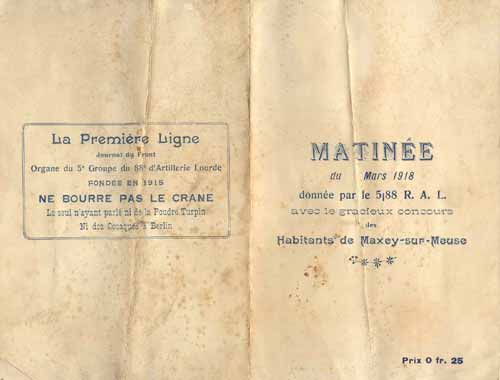 La Première Ligne
Journal du Front
Organe du 5e Groupe du 88e d'Artillerie Lourde
FONDÉE EN 1915
NE BOURRE PAS LE CRANE
Le seul n'ayant parlé ni de la Poudre Turpin
Ni des Cosaques à Berlin
MATINÉE
du Mars 1918
donnée par le 5|88 R. A. L.
avec le gracieux concours
des
Habitants de Maxey-sur-Meuse
Prix 0 fr. 25